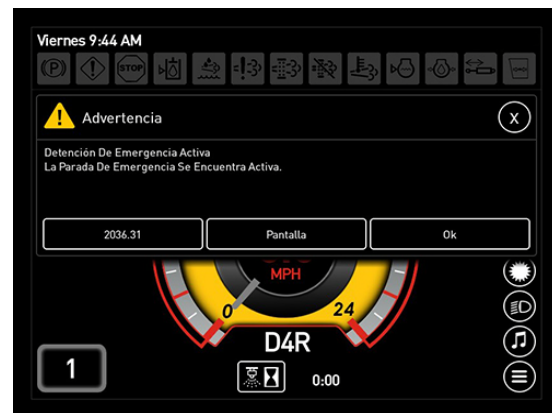 Viernes 9:44 AM
(P)
STOP
Advertencia
X
Detención De Emergencia Activa
La Parada De Emergencia Se Encuentra Activa.
2036.31
Pantalla
Ok
MPH
0
24
D4R
1
0:00